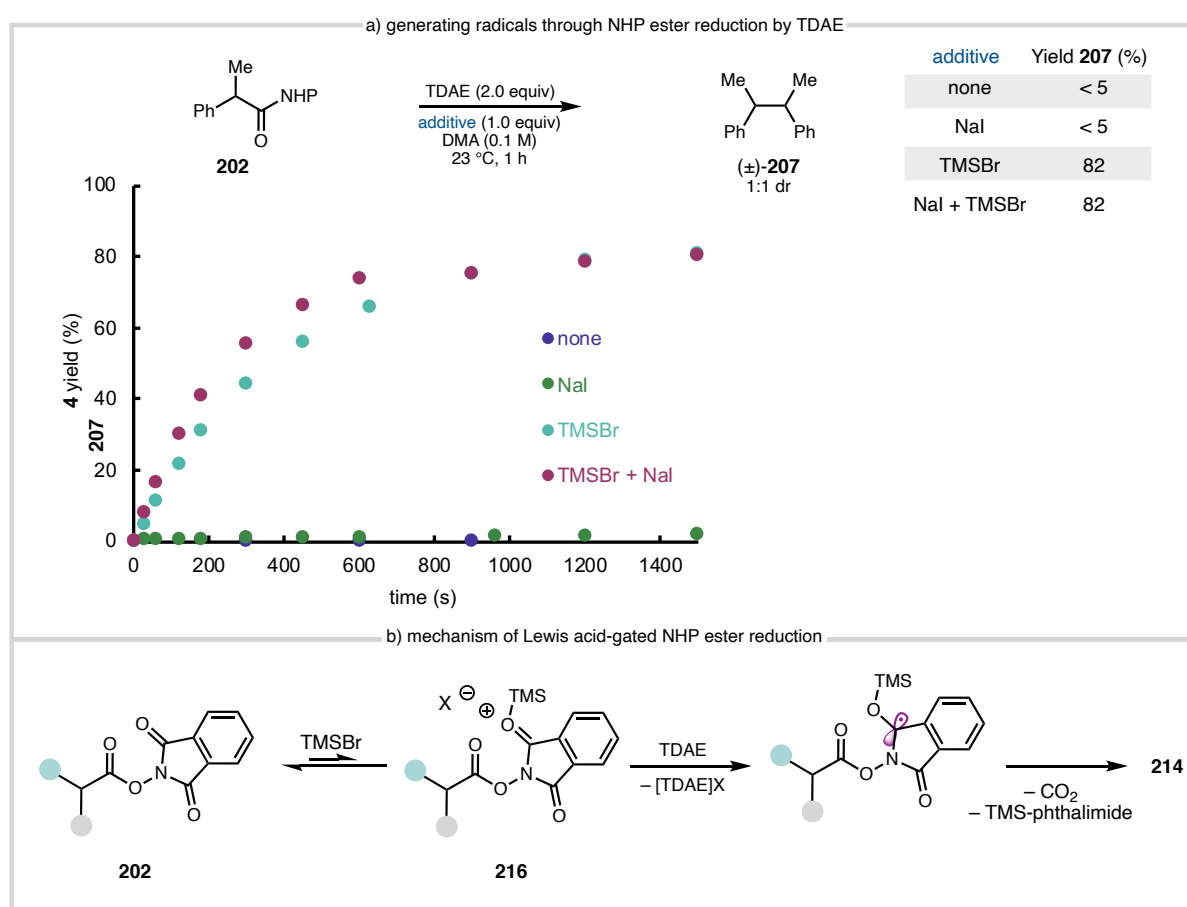 a) generating radicals through NHP ester reduction by TDAE
Me
Ph
NHP
O
202
TDAE (2.0 equiv)
additive (1.0 equiv)
DMA (0.1 M)
23 °C, 1 h
Me
Me
Ph
Ph
(±)-207
1:1 dr
additive Yield 207 (%)
none < 5
NaI < 5
TMSBr 82
NaI + TMSBr 82
100
80
60
40
20
0
4 yield (%)
207
none
NaI
TMSBr
TMSBr + NaI
0 200 400 600 800 1000 1200 1400
time (s)
b) mechanism of Lewis acid-gated NHP ester reduction
O
O
O
N
O
202
TMSBr
X ⊖
⊕
TMS
O
O
O
N
O
216
TDAE
– [TDAE]X
TMS
O
O
O
N
O
– CO2
– TMS-phthalimide
214